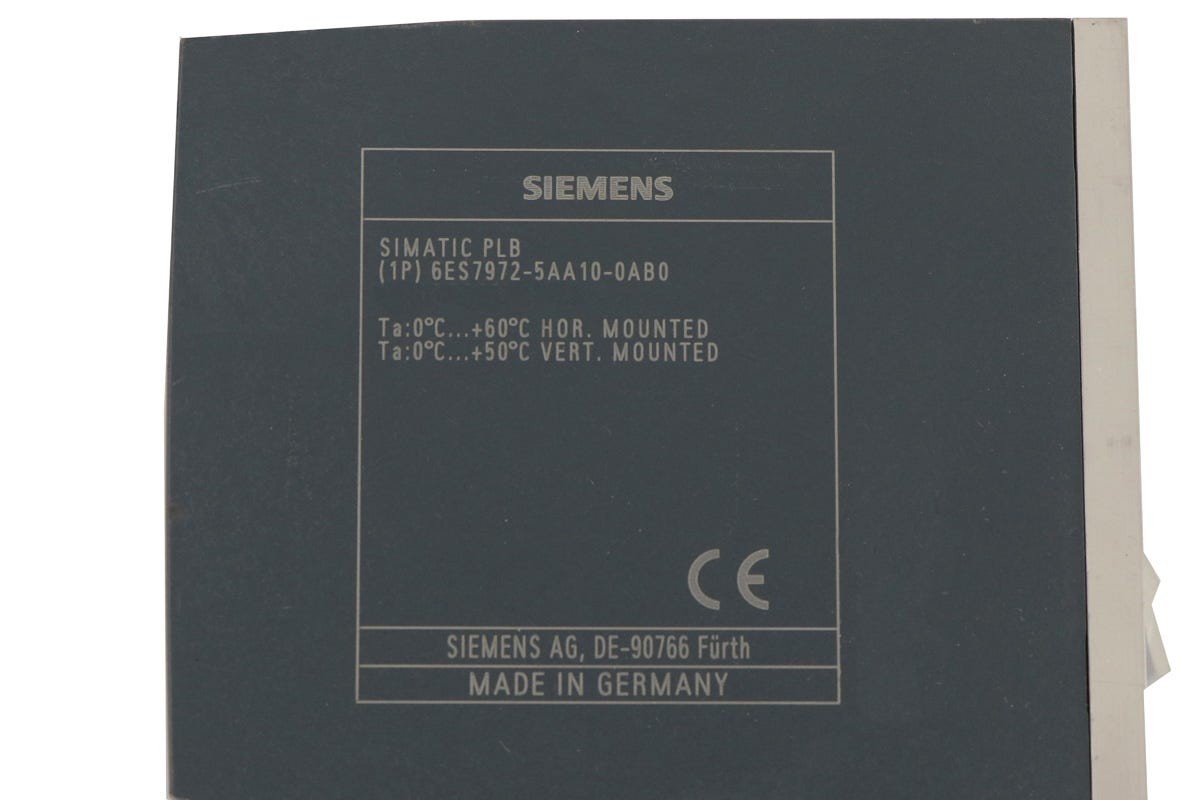 SIEMENS
SIMATIC PLB
(1P) 6ES7972-5AA10-0AB0
Ta:0°C...+60°C HOR. MOUNTED
Ta:0°C...+50°C VERT. MOUNTED
CE
SIEMENS AG, DE-90766 Fürth
MADE IN GERMANY